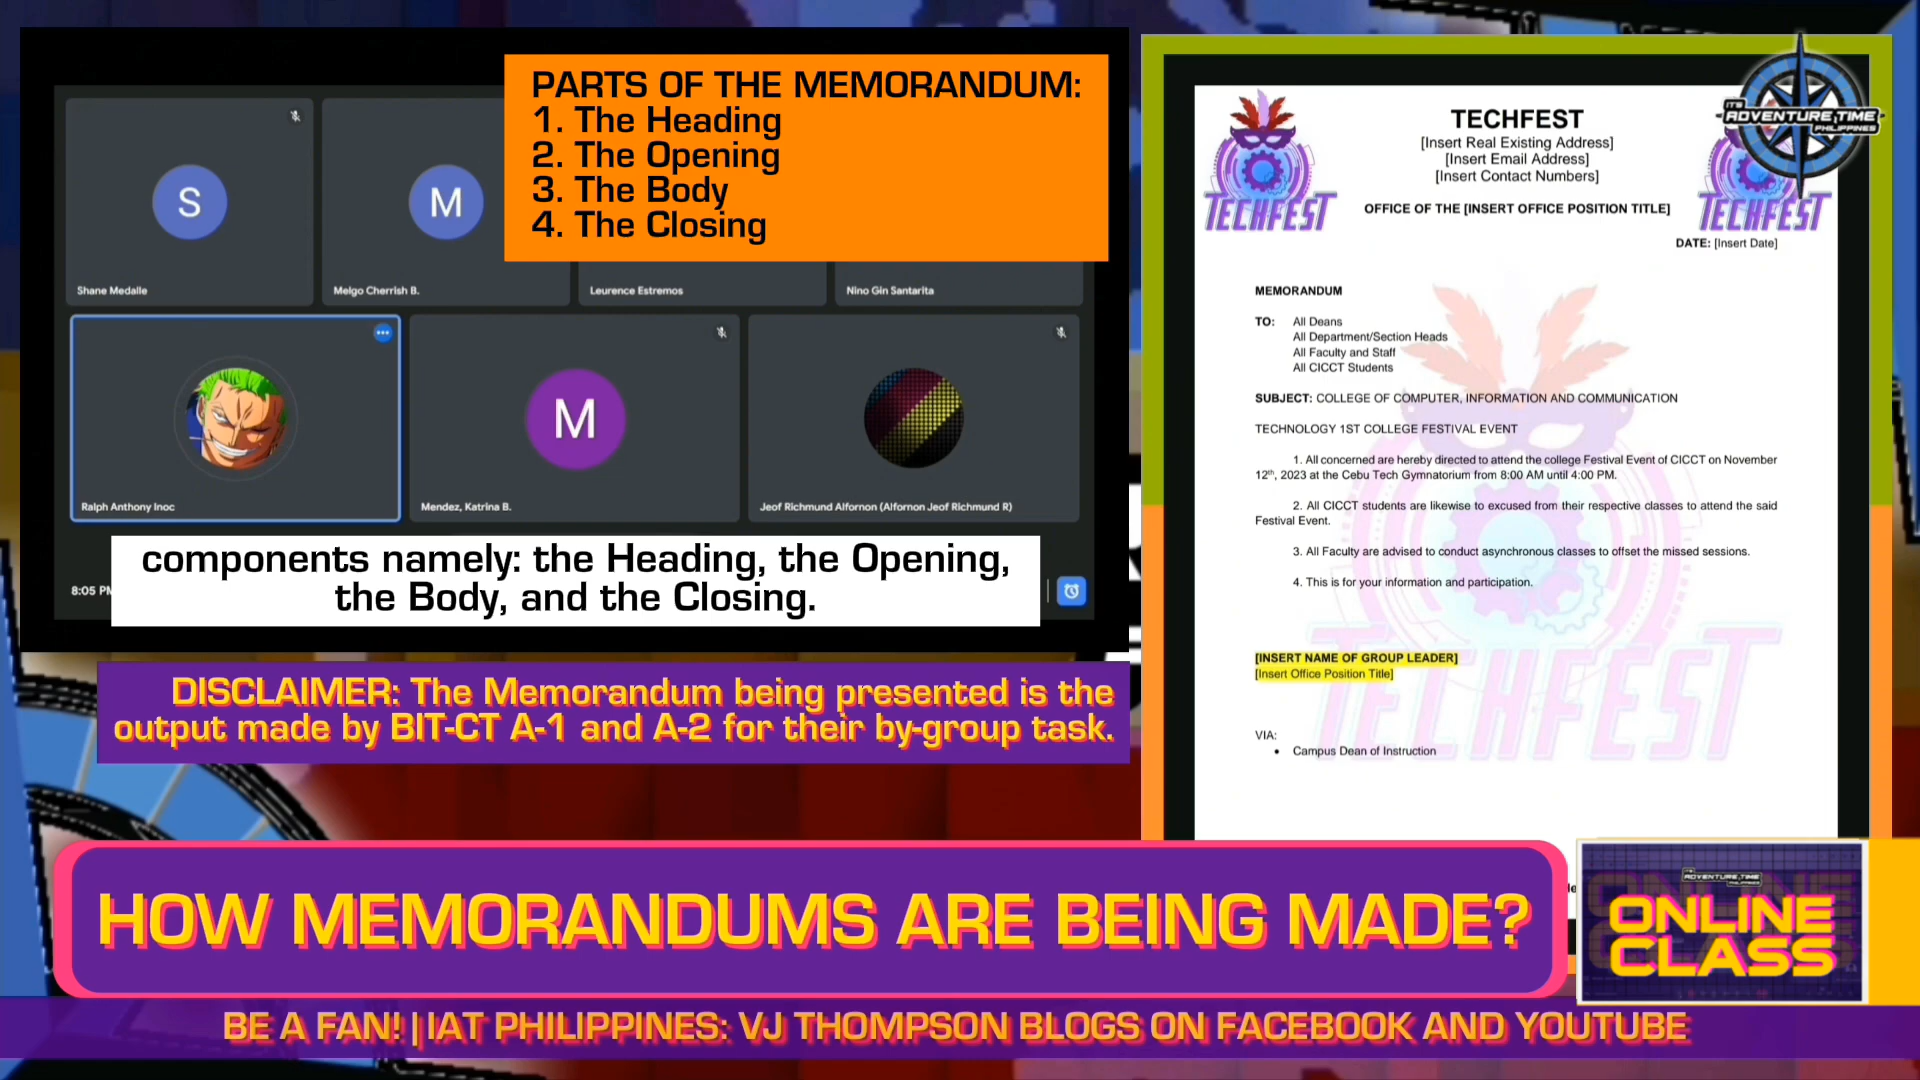 PARTS OF THE MEMORANDUM:
1. The Heading
2. The Opening
3. The Body
4. The Closing
S
M
Shane Medalle
Melgo Cherrish B.
Leurence Estremos
Nino Gin Santarita
M
Ralph Anthony Inoc
Mendez, Katrina B.
Jeof Richmund Alfornon (Alfornon Jeof Richmund R)
8:05 PM
components namely: the Heading, the Opening,
the Body, and the Closing.
DISCLAIMER: The Memorandum being presented is the
output made by BIT-CT A-1 and A-2 for their by-group task.
IT'S
ADVENTURE TIME
PHILIPPINES
TECHFEST
TECHFEST
TECHFEST
[Insert Real Existing Address]
[Insert Email Address]
[Insert Contact Numbers]
OFFICE OF THE [INSERT OFFICE POSITION TITLE]
DATE: [Insert Date]
MEMORANDUM
TO: All Deans
All Department/Section Heads
All Faculty and Staff
All CICCT Students
SUBJECT: COLLEGE OF COMPUTER, INFORMATION AND COMMUNICATION
TECHNOLOGY 1ST COLLEGE FESTIVAL EVENT
1. All concerned are hereby directed to attend the college Festival Event of CICCT on November
12th, 2023 at the Cebu Tech Gymnatorium from 8:00 AM until 4:00 PM.
2. All CICCT students are likewise to excused from their respective classes to attend the said
Festival Event.
3. All Faculty are advised to conduct asynchronous classes to offset the missed sessions.
4. This is for your information and participation.
[INSERT NAME OF GROUP LEADER]
[Insert Office Position Title]
TECHFEST
VIA:
• Campus Dean of Instruction
HOW MEMORANDUMS ARE BEING MADE?
ADVENTURE TIME
ONLINE
CLASS
BE A FAN! | IAT PHILIPPINES: VJ THOMPSON BLOGS ON FACEBOOK AND YOUTUBE